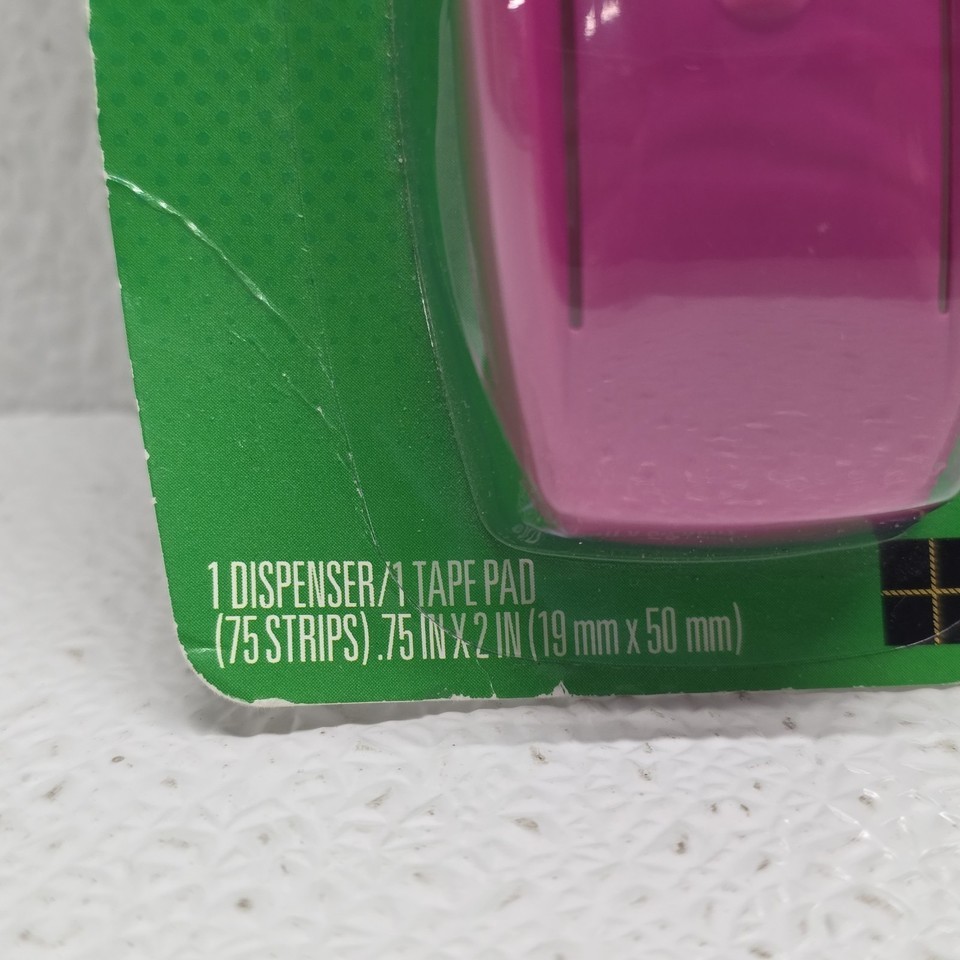 1 DISPENSER/1 TAPE PAD
(75 STRIPS) .75 IN X 2 IN (19 mm x 50 mm)